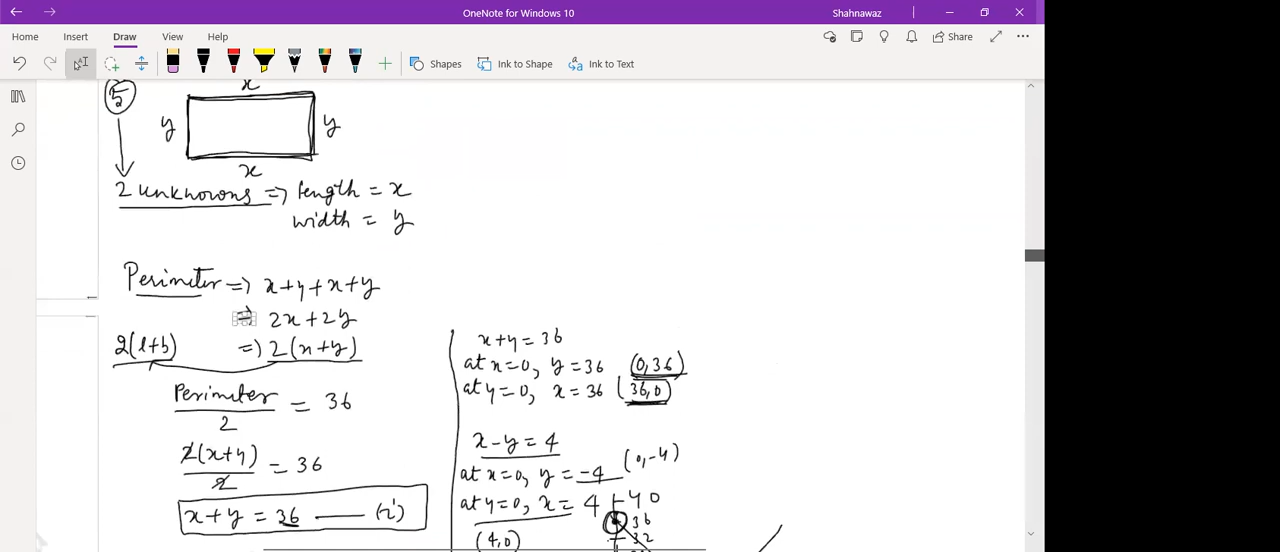 OneNote for Windows 10
Shahnawaz
Home Insert Draw View Help
Share
Shapes Ink to Shape Ink to Text
5
x
y y
x
2 unknowns => length = x
width = y
Perimeter => x+y+x+y
=> 2x+2y
2(l+b) => 2(x+y)
Perimeter/2 = 36
2(x+y)/2 = 36
x+y = 36 —— (i)
x+y=36
at x=0, y=36 (0,36)
at y=0, x=36 (36,0)
x-y=4
at x=0, y=-4 (0,-4)
at y=0, x=4
(4,0)
40
36
32